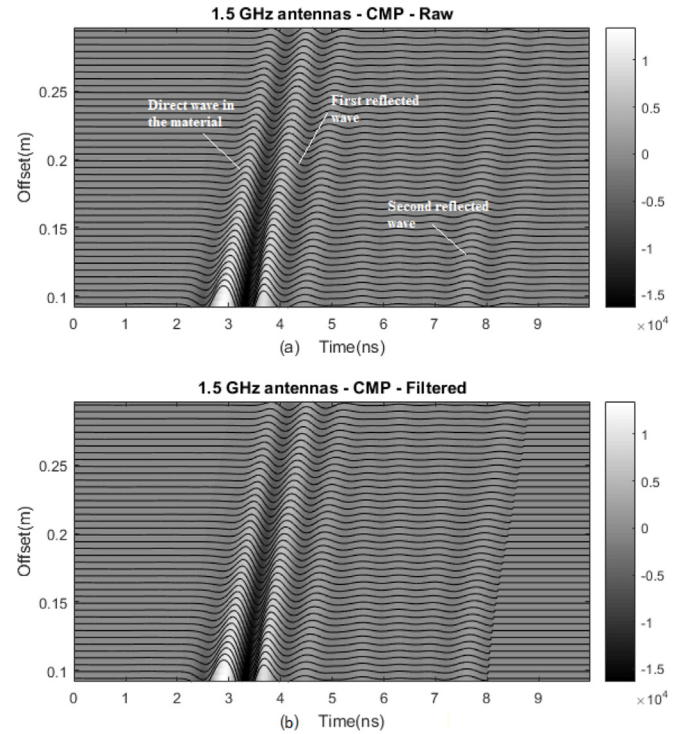 1.5 GHz antennas - CMP - Raw
Direct wave in
the material
First reflected
wave
Second reflected
wave
Offset(m)
0.25
0.2
0.15
0.1
0 1 2 3 4 5 6 7 8 9
(a) Time(ns)
1
0.5
0
-0.5
-1
-1.5
×10⁴
1.5 GHz antennas - CMP - Filtered
Offset(m)
0.25
0.2
0.15
0.1
0 1 2 3 4 5 6 7 8 9
(b) Time(ns)
1
0.5
0
-0.5
-1
-1.5
×10⁴